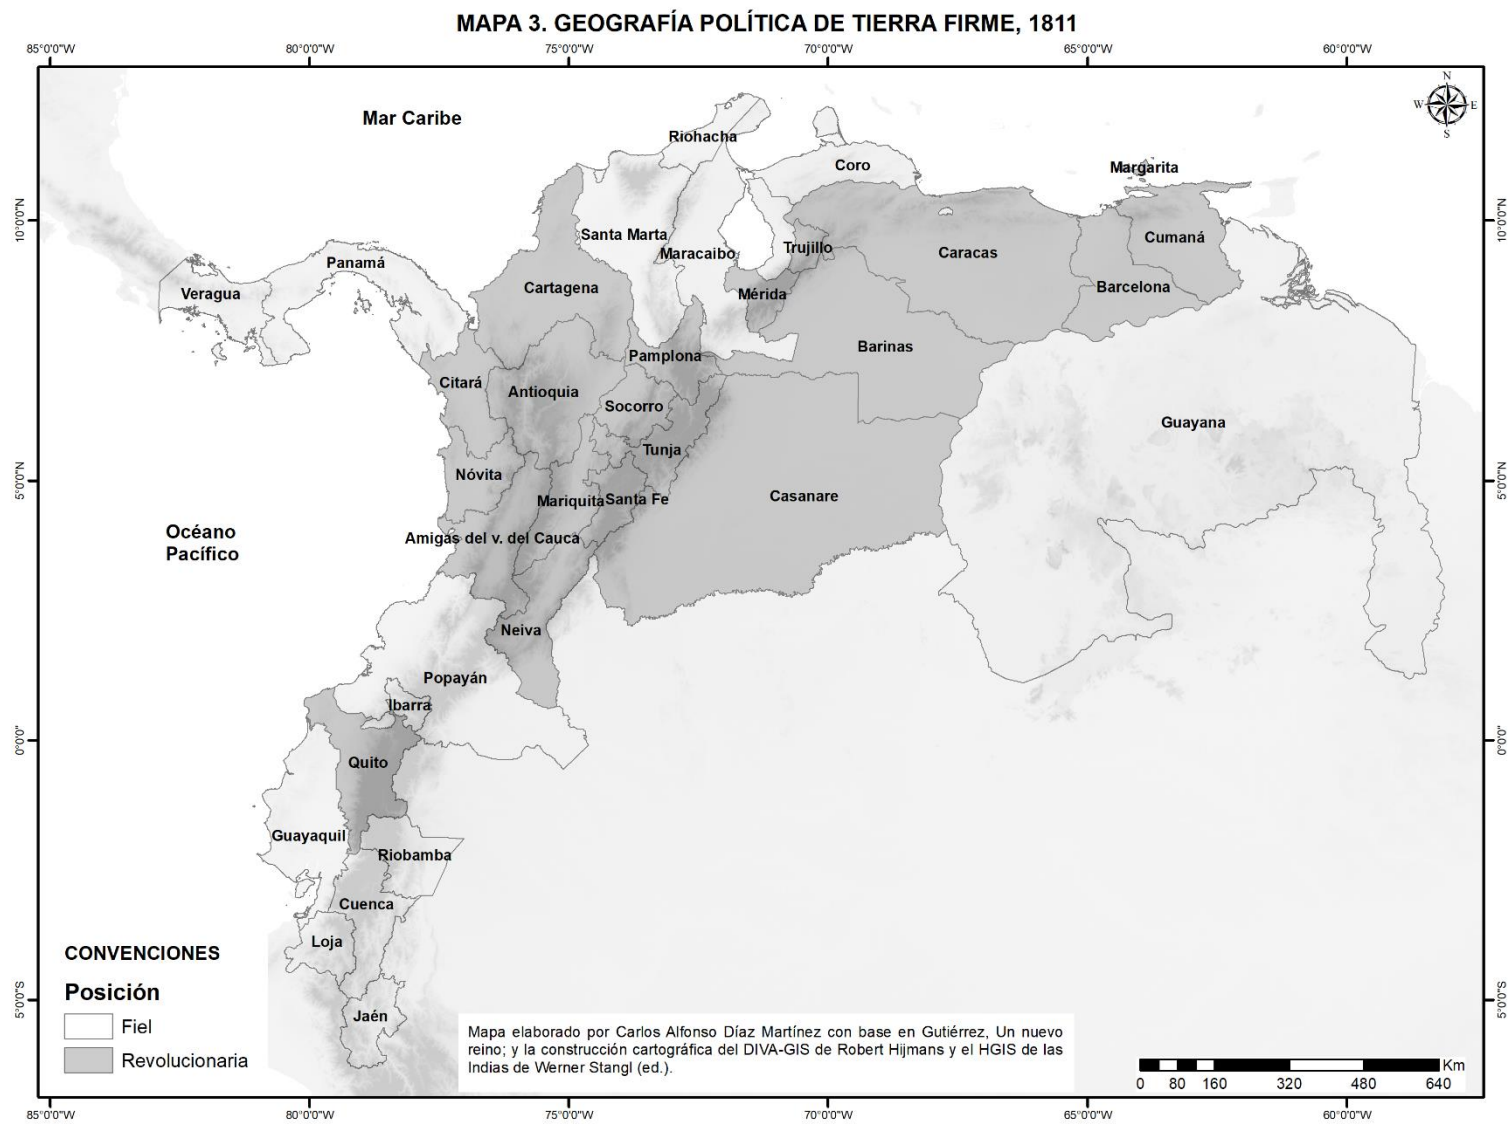 MAPA 3. GEOGRAFÍA POLÍTICA DE TIERRA FIRME, 1811
85°0'0"W 80°0'0"W 75°0'0"W 70°0'0"W 65°0'0"W 60°0'0"W
N
W E
S
Mar Caribe
Riohacha
Coro
Margarita
10°0'0"N 10°0'0"N
Santa Marta
Maracaibo
Trujillo
Caracas
Cumaná
Panamá
Veragua
Cartagena
Mérida
Barcelona
Pamplona
Barinas
Citará
Antioquia
Socorro
Guayana
Tunja
5°0'0"N 5°0'0"N
Nóvita
Mariquita
Santa Fe
Casanare
Océano
Pacífico
Amigas del v. del Cauca
Neiva
Popayán
Ibarra
0°0'0" 0°0'0"
Quito
Guayaquil
Riobamba
Cuenca
Loja
Jaén
5°0'0"S 5°0'0"S
CONVENCIONES
Posición
Fiel
Revolucionaria
Mapa elaborado por Carlos Alfonso Díaz Martínez con base en Gutiérrez, Un nuevo
reino; y la construcción cartográfica del DIVA-GIS de Robert Hijmans y el HGIS de las
Indias de Werner Stangl (ed.).
Km
0 80 160 320 480 640
85°0'0"W 80°0'0"W 75°0'0"W 70°0'0"W 65°0'0"W 60°0'0"W